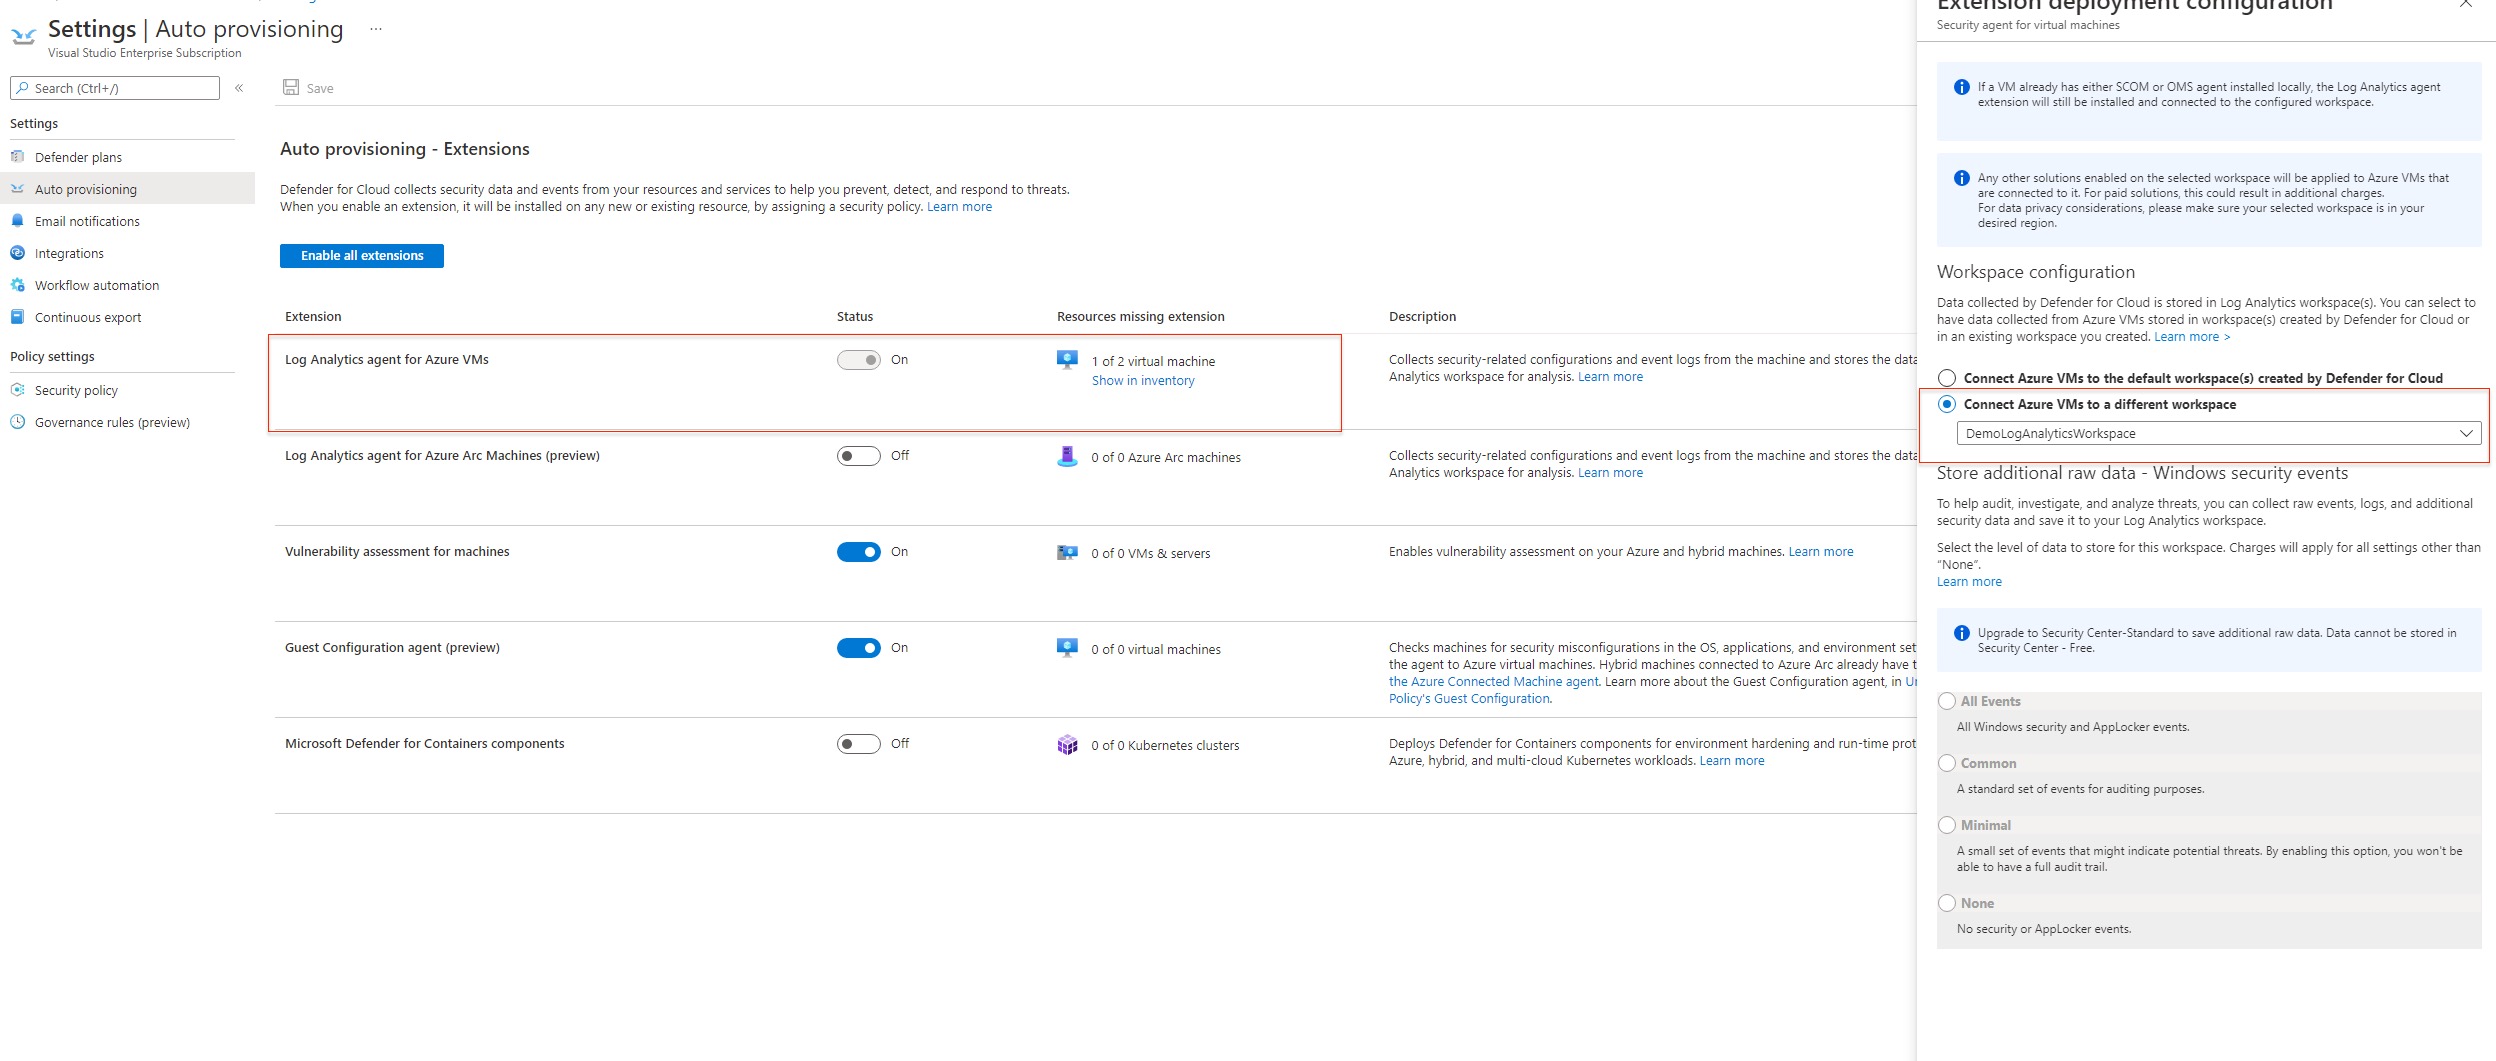 Settings | Auto provisioning ...
Visual Studio Enterprise Subscription
Search (Ctrl+/) «
Settings
Defender plans
Auto provisioning
Email notifications
Integrations
Workflow automation
Continuous export
Policy settings
Security policy
Governance rules (preview)
Save
Auto provisioning - Extensions
Defender for Cloud collects security data and events from your resources and services to help you prevent, detect, and respond to threats.
When you enable an extension, it will be installed on any new or existing resource, by assigning a security policy. Learn more
Enable all extensions
Extension Status Resources missing extension Description
Log Analytics agent for Azure VMs On 1 of 2 virtual machine
Show in inventory
Collects security-related configurations and event logs from the machine and stores the data
Analytics workspace for analysis. Learn more
Log Analytics agent for Azure Arc Machines (preview) Off 0 of 0 Azure Arc machines
Collects security-related configurations and event logs from the machine and stores the data
Analytics workspace for analysis. Learn more
Vulnerability assessment for machines On 0 of 0 VMs & servers
Enables vulnerability assessment on your Azure and hybrid machines. Learn more
Guest Configuration agent (preview) On 0 of 0 virtual machines
Checks machines for security misconfigurations in the OS, applications, and environment set
the agent to Azure virtual machines. Hybrid machines connected to Azure Arc already have t
the Azure Connected Machine agent. Learn more about the Guest Configuration agent, in Ur
Policy's Guest Configuration.
Microsoft Defender for Containers components Off 0 of 0 Kubernetes clusters
Deploys Defender for Containers components for environment hardening and run-time prot
Azure, hybrid, and multi-cloud Kubernetes workloads. Learn more
Extension deployment configuration
Security agent for virtual machines
If a VM already has either SCOM or OMS agent installed locally, the Log Analytics agent
extension will still be installed and connected to the configured workspace.
Any other solutions enabled on the selected workspace will be applied to Azure VMs that
are connected to it. For paid solutions, this could result in additional charges.
For data privacy considerations, please make sure your selected workspace is in your
desired region.
Workspace configuration
Data collected by Defender for Cloud is stored in Log Analytics workspace(s). You can select to
have data collected from Azure VMs stored in workspace(s) created by Defender for Cloud or
in an existing workspace you created. Learn more >
Connect Azure VMs to the default workspace(s) created by Defender for Cloud
Connect Azure VMs to a different workspace
DemoLogAnalyticsWorkspace
Store additional raw data - Windows security events
To help audit, investigate, and analyze threats, you can collect raw events, logs, and additional
security data and save it to your Log Analytics workspace.
Select the level of data to store for this workspace. Charges will apply for all settings other than
“None”.
Learn more
Upgrade to Security Center-Standard to save additional raw data. Data cannot be stored in
Security Center - Free.
All Events
All Windows security and AppLocker events.
Common
A standard set of events for auditing purposes.
Minimal
A small set of events that might indicate potential threats. By enabling this option, you won't be
able to have a full audit trail.
None
No security or AppLocker events.